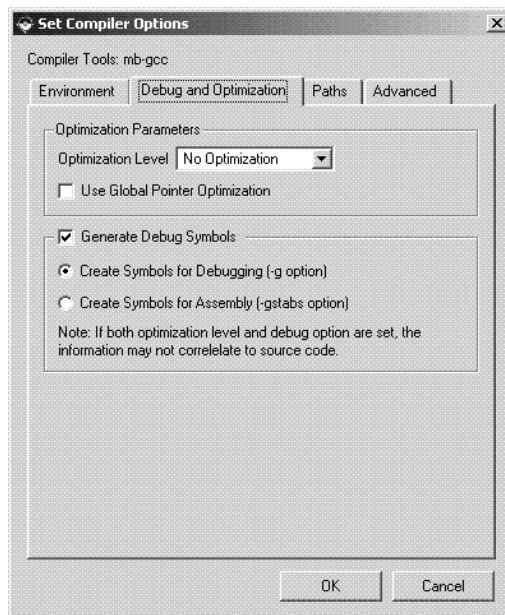 Set Compiler Options
Compiler Tools: mb-gcc
Environment
Debug and Optimization
Paths
Advanced
Optimization Parameters
Optimization Level
No Optimization
Use Global Pointer Optimization
Generate Debug Symbols
Create Symbols for Debugging (-g option)
Create Symbols for Assembly (-gstabs option)
Note: If both optimization level and debug option are set, the
information may not correlelate to source code.
OK
Cancel